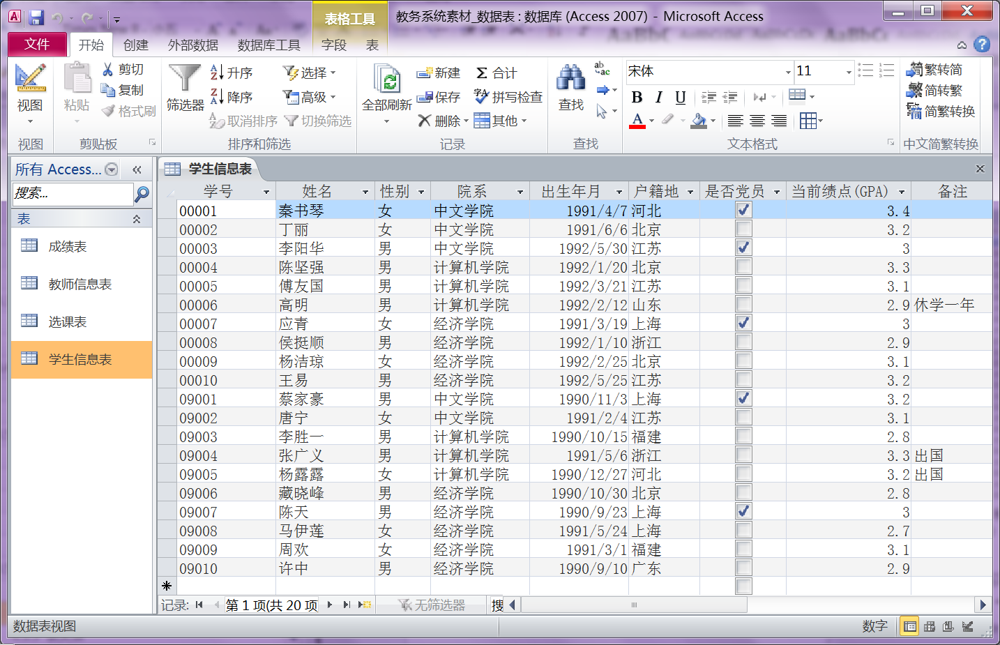 表格工具
教务系统素材_数据表 : 数据库 (Access 2007) - Microsoft Access
文件 开始 创建 外部数据 数据库工具 字段 表
视图 粘贴 剪切 复制 格式刷
筛选器 升序 降序 取消排序 选择 高级 切换筛选
全部刷新 新建 保存 删除 合计 拼写检查 其他
查找
宋体 11
B I U
A
繁转简
简转繁
简繁转换
视图 剪贴板 排序和筛选 记录 查找 文本格式 中文简繁转换
所有 Access...
搜索...
表
成绩表
教师信息表
选课表
学生信息表
学生信息表
学号 姓名 性别 院系 出生年月 户籍地 是否党员 当前绩点(GPA) 备注
00001 秦书琴 女 中文学院 1991/4/7 河北 3.4
00002 丁丽 女 中文学院 1991/6/6 北京 3.2
00003 李阳华 男 中文学院 1992/5/30 江苏 3
00004 陈坚强 男 计算机学院 1992/1/20 北京 3.3
00005 傅友国 男 计算机学院 1992/3/21 江苏 3.1
00006 高明 男 计算机学院 1992/2/12 山东 2.9 休学一年
00007 应青 女 经济学院 1991/3/19 上海 3
00008 侯挺顺 男 经济学院 1992/1/10 浙江 2.9
00009 杨洁琼 女 经济学院 1992/2/25 北京 3.1
00010 王易 男 经济学院 1992/5/25 江苏 3.2
09001 蔡家豪 男 中文学院 1990/11/3 上海 3.2
09002 唐宁 女 中文学院 1991/2/4 江苏 3.1
09003 李胜一 男 计算机学院 1990/10/15 福建 2.8
09004 张广义 男 计算机学院 1991/5/6 浙江 3.3 出国
09005 杨露露 女 计算机学院 1990/12/27 河北 3.2 出国
09006 藏晓峰 男 经济学院 1990/10/30 北京 2.8
09007 陈天 男 经济学院 1990/9/23 上海 3
09008 马伊莲 女 经济学院 1991/5/24 上海 2.7
09009 周欢 女 经济学院 1991/3/1 福建 3.1
09010 许中 男 经济学院 1990/9/10 广东 2.9
记录: 第 1 项(共 20 项 无筛选器 搜
数据表视图 数字